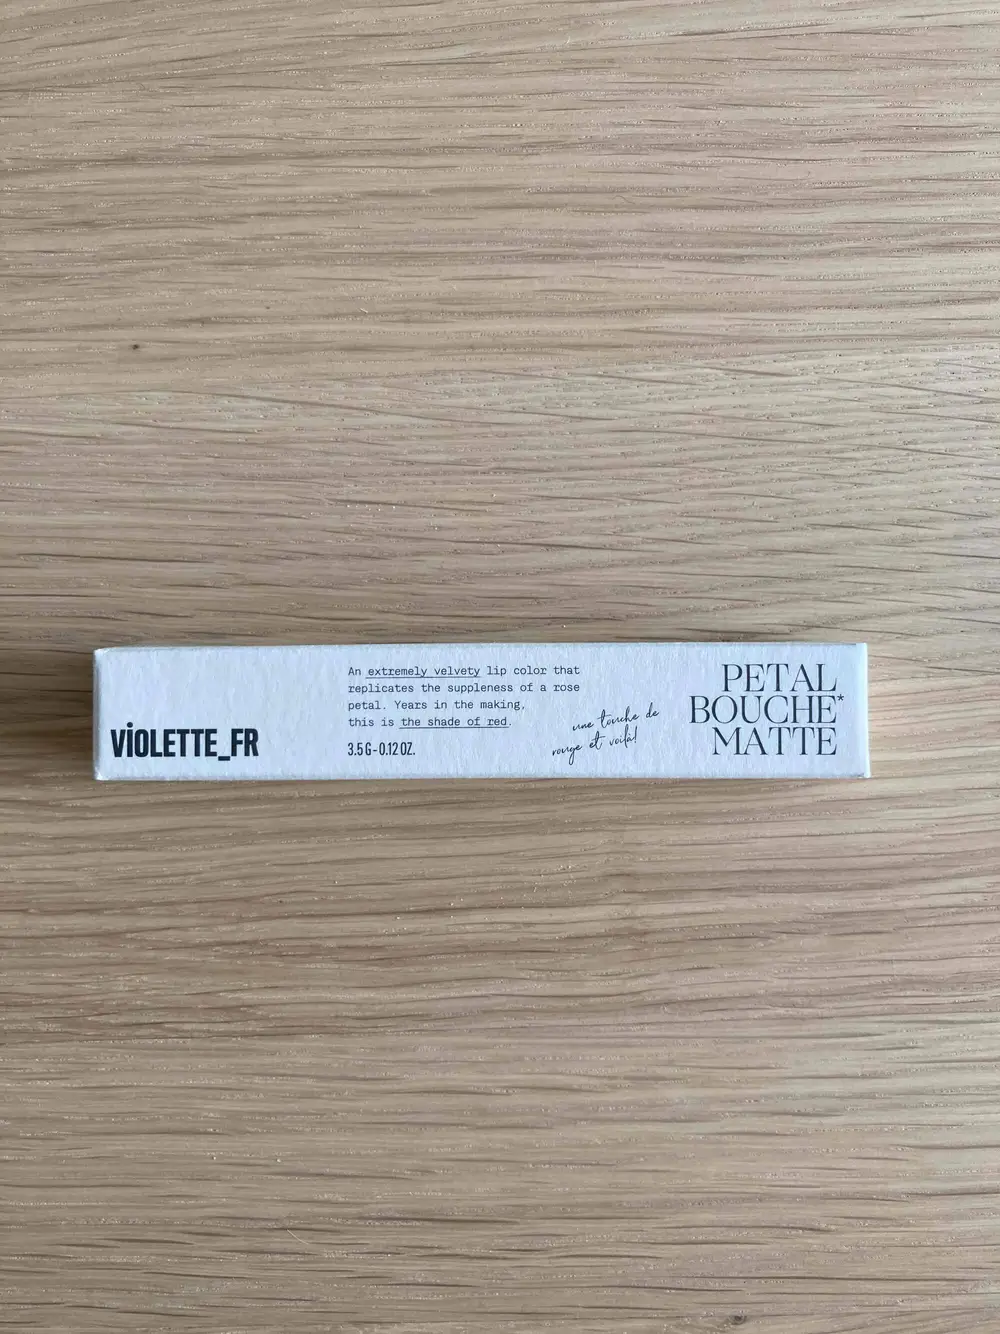 ViOLETTE_FR
An extremely velvety lip color that
replicates the suppleness of a rose
petal. Years in the making,
this is the shade of red.
3.5 G - 0.12 OZ.
une touche de
rouge et voilà!
PETAL
BOUCHE*
MATTE